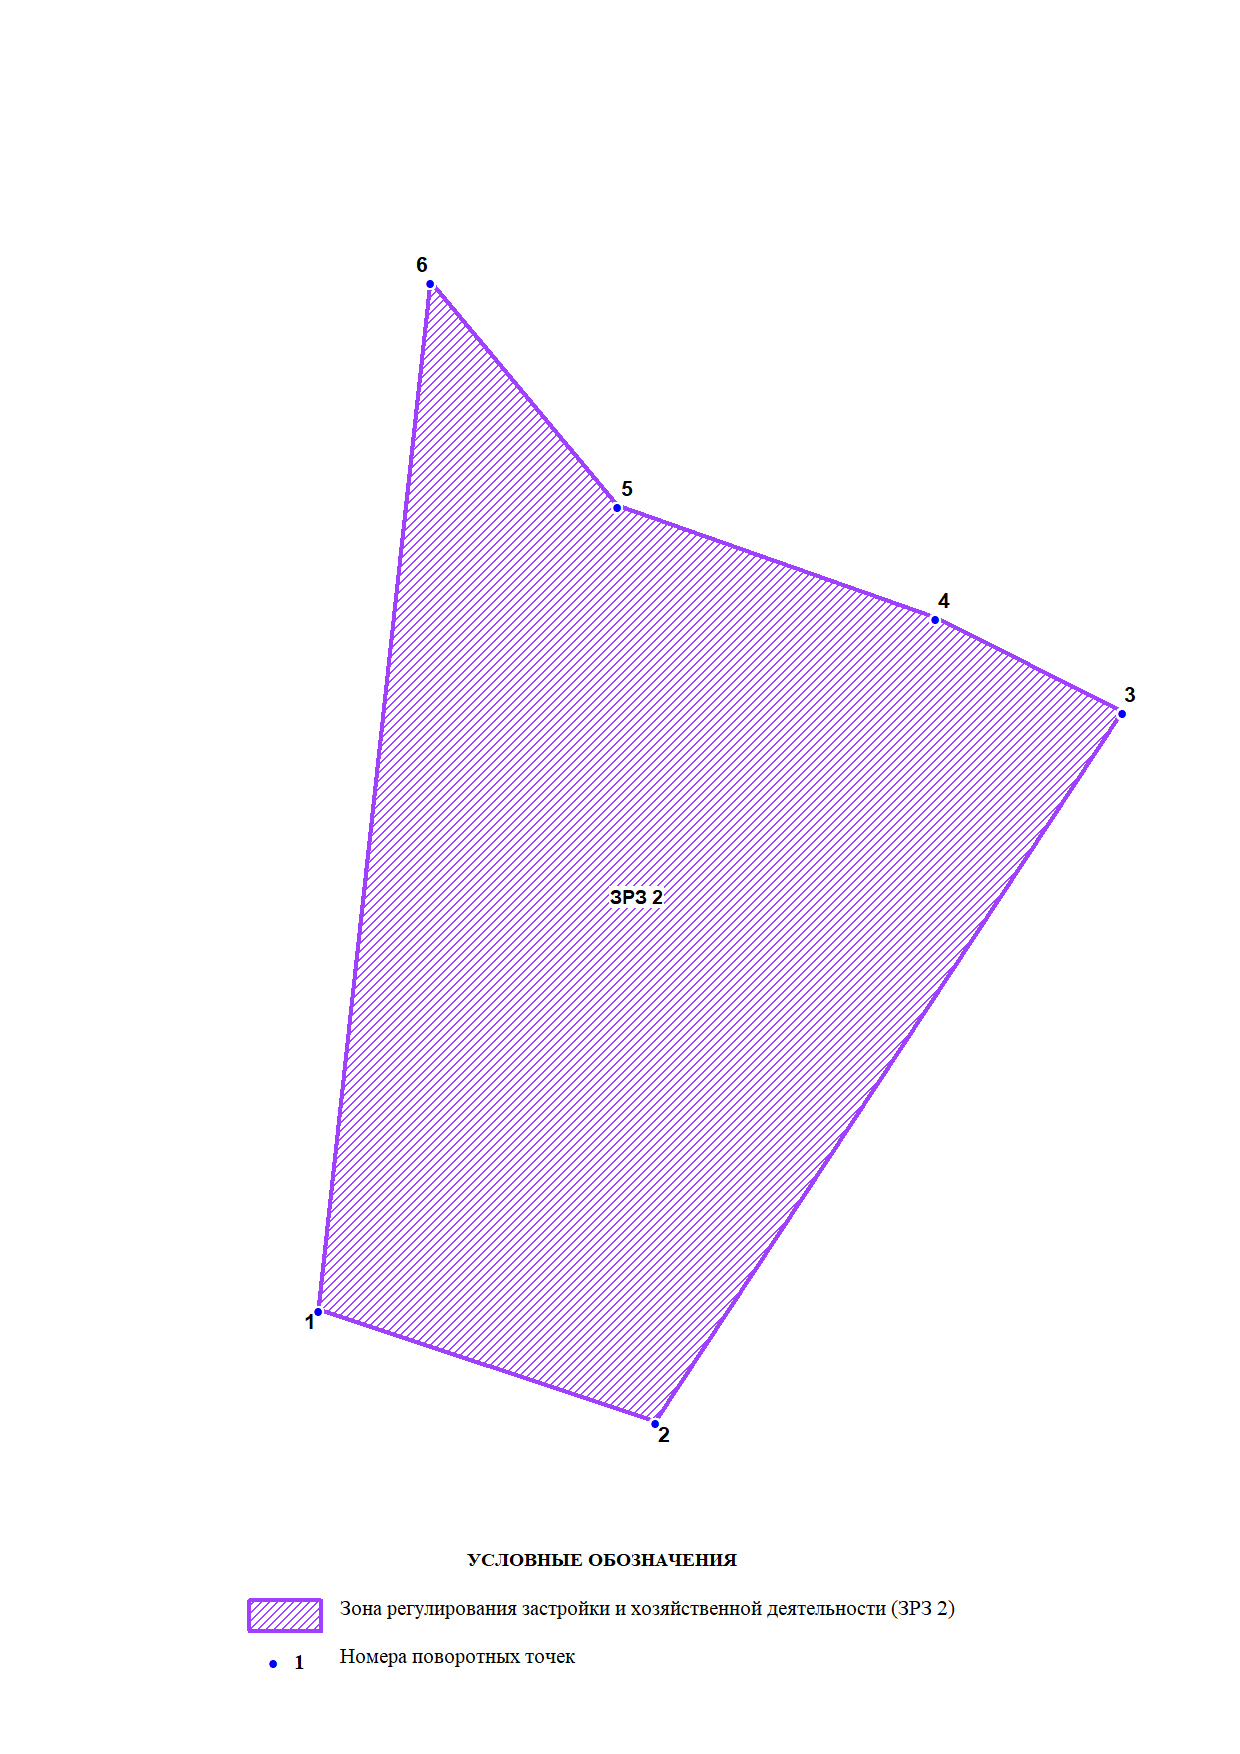 6
5
4
3
ЗРЗ 2
1
2
УСЛОВНЫЕ ОБОЗНАЧЕНИЯ
Зона регулирования застройки и хозяйственной деятельности (ЗРЗ 2)
1 Номера поворотных точек